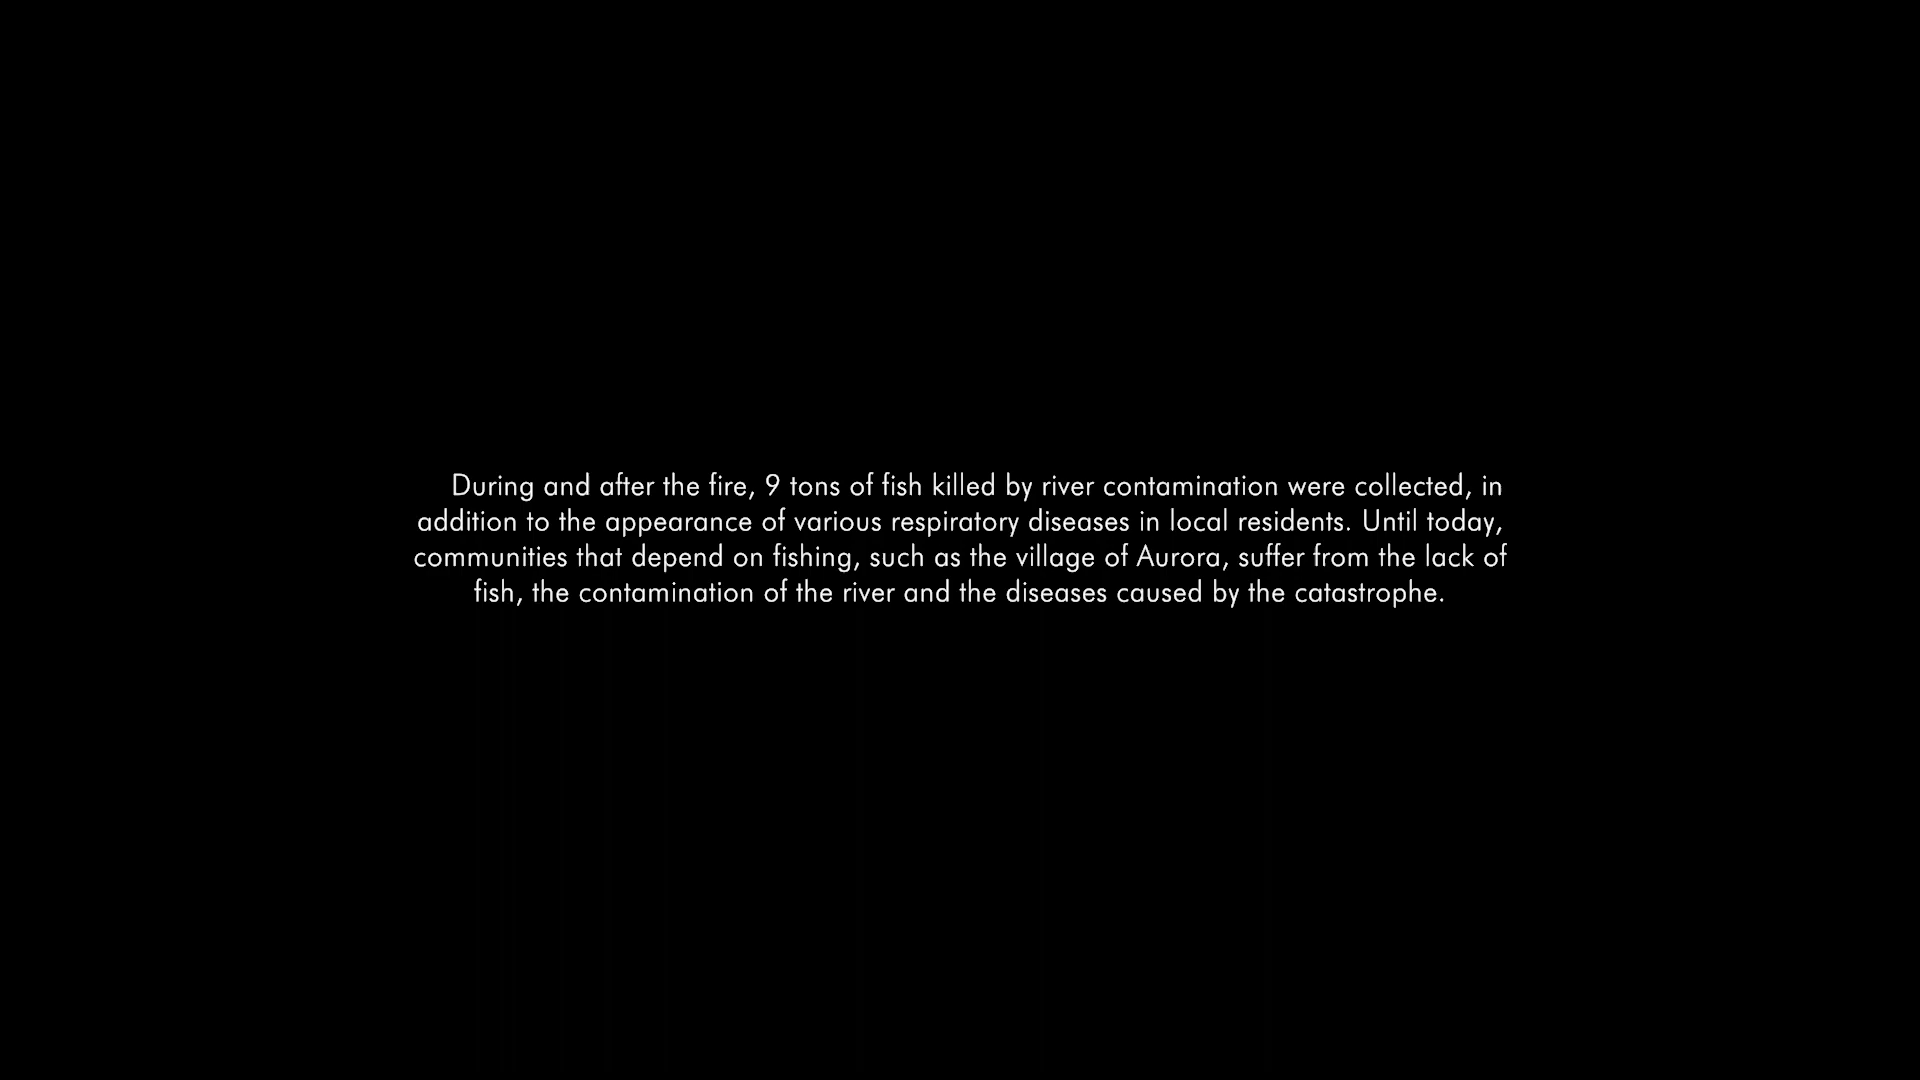 During and after the fire, 9 tons of fish killed by river contamination were collected, in
addition to the appearance of various respiratory diseases in local residents. Until today,
communities that depend on fishing, such as the village of Aurora, suffer from the lack of
fish, the contamination of the river and the diseases caused by the catastrophe.